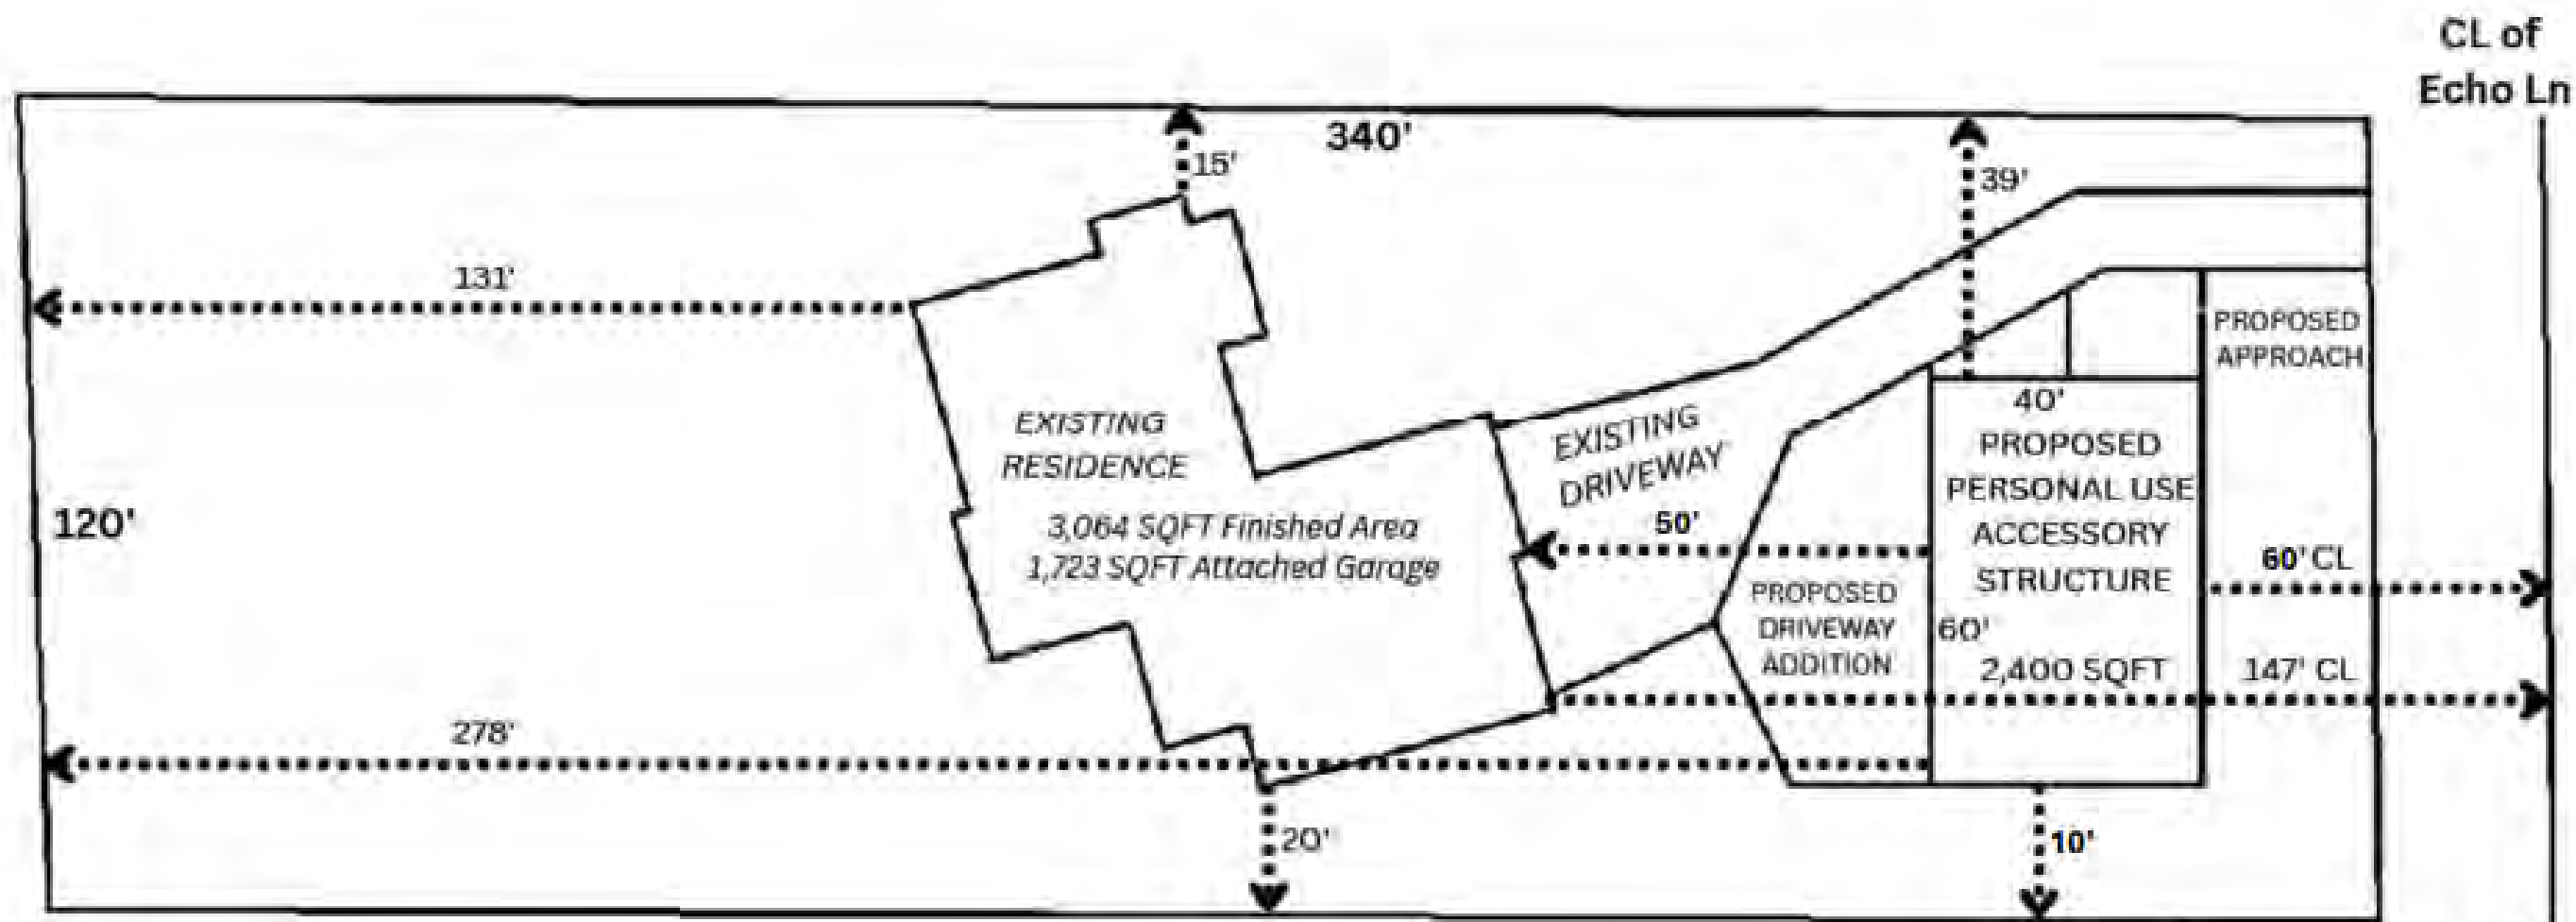 CL of
Echo Ln
340'
15'
39'
131'
PROPOSED
APPROACH
40'
EXISTING
RESIDENCE
3,064 SQFT Finished Area
1,723 SQFT Attached Garage
EXISTING
DRIVEWAY
PROPOSED
PERSONAL USE
ACCESSORY
STRUCTURE
120'
50'
60' CL
PROPOSED
DRIVEWAY
ADDITION
60'
2,400 SQFT
147' CL
278'
20'
10'